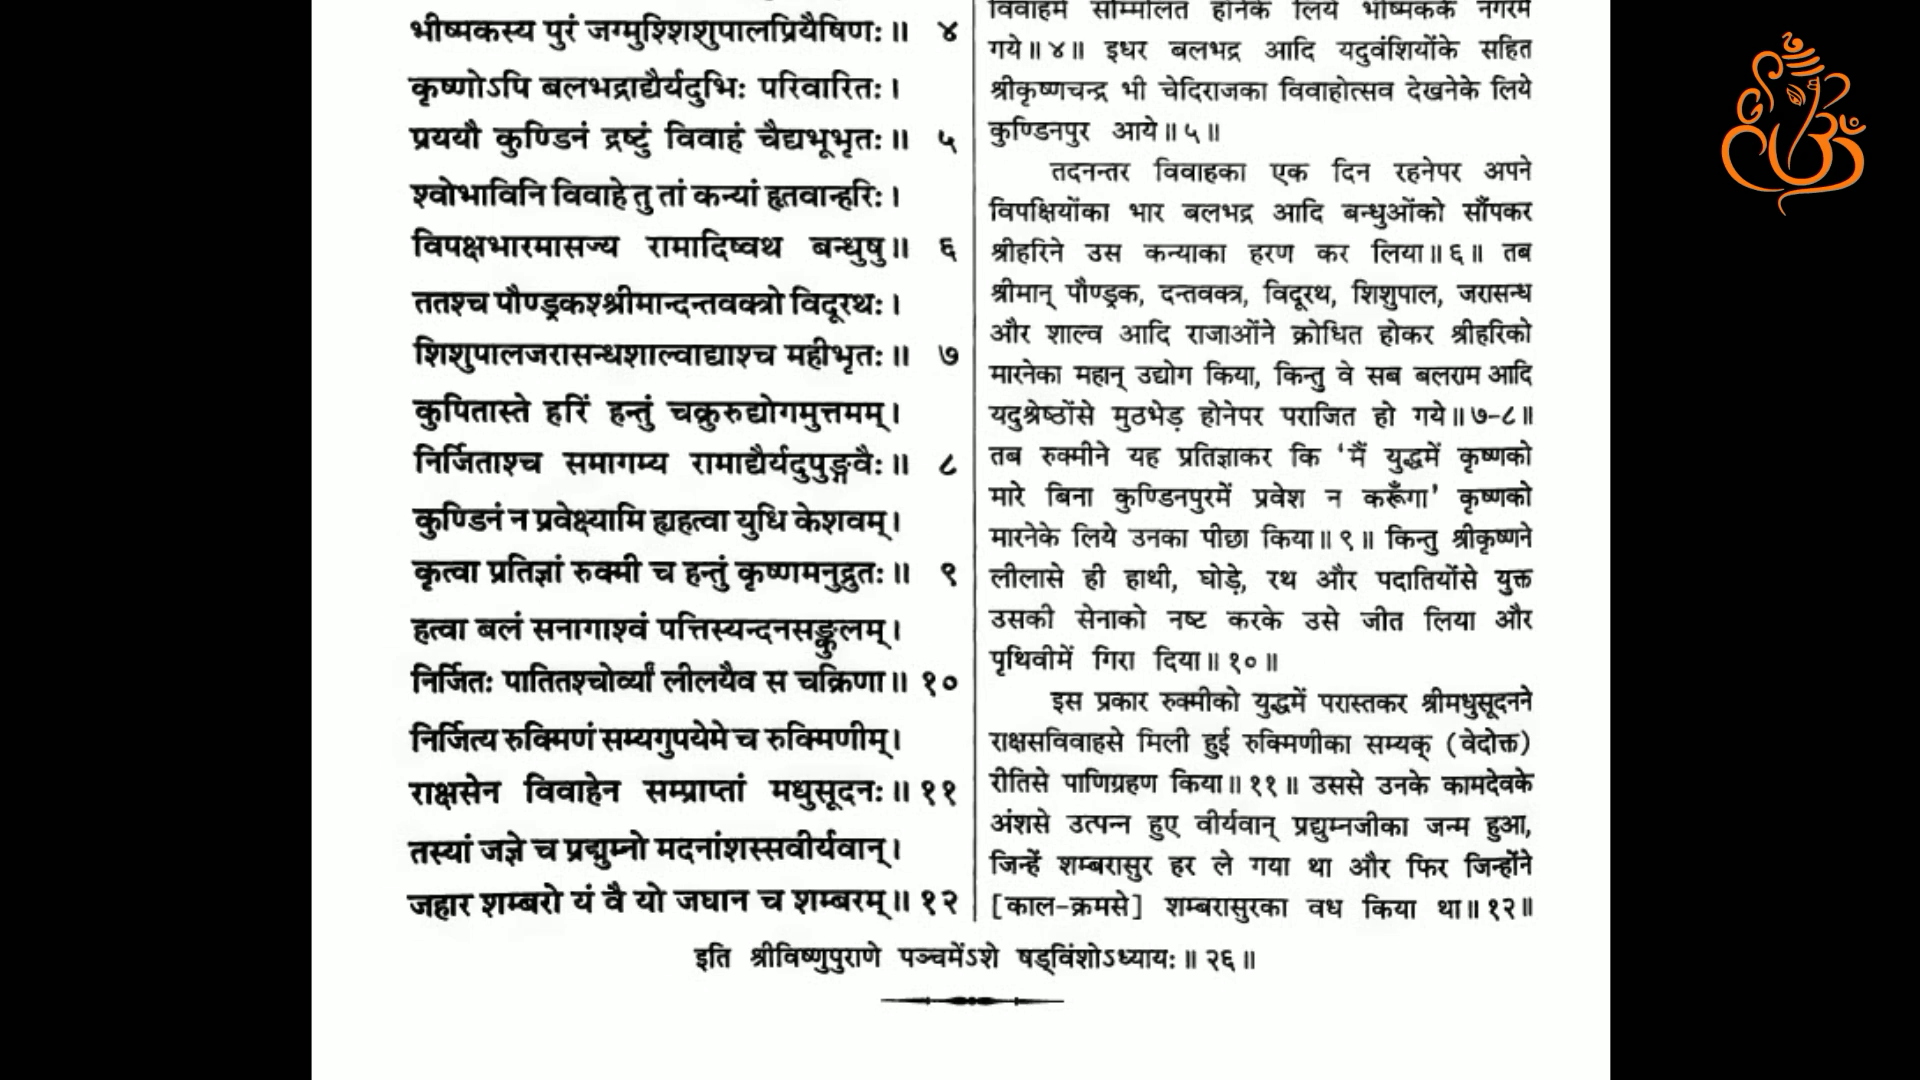 भीष्मकस्य पुरं जग्मुश्शिशुपालप्रियैषिणः॥ ४
कृष्णोऽपि बलभद्राद्यैर्यदुभिः परिवारितः।
प्रययौ कुण्डिनं द्रष्टुं विवाहं चैद्यभूभृतः॥ ५
श्वोभाविनि विवाहे तु तां कन्यां हृतवान्हरिः।
विपक्षभारमासज्य रामादिष्वथ बन्धुषु॥ ६
ततश्च पौण्ड्रकश्श्रीमान्दन्तवक्त्रो विदूरथः।
शिशुपालजरासन्धशाल्वाद्याश्च महीभृतः॥ ७
कुपितास्ते हरिं हन्तुं चक्रुरुद्योगमुत्तमम्।
निर्जिताश्च समागम्य रामाद्यैर्यदुपुङ्गवैः॥ ८
कुण्डिनं न प्रवेक्ष्यामि ह्यहत्वा युधि केशवम्।
कृत्वा प्रतिज्ञां रुक्मी च हन्तुं कृष्णमनुद्रुतः॥ ९
हत्वा बलं सनागाश्वं पत्तिस्यन्दनसङ्कुलम्।
निर्जितः पातितश्चोर्व्यां लीलयैव स चक्रिणा॥ १०
निर्जित्य रुक्मिणं सम्यगुपयेमे च रुक्मिणीम्।
राक्षसेन विवाहेन सम्प्राप्तां मधुसूदनः॥ ११
तस्यां जज्ञे च प्रद्युम्नो मदनांशस्सवीर्यवान्।
जहार शम्बरो यं वै यो जघान च शम्बरम्॥ १२
विवाहमें सम्मिलित होनेके लिये भीष्मकके नगरमें
गये॥ ४॥ इधर बलभद्र आदि यदुवंशियोंके सहित
श्रीकृष्णचन्द्र भी चेदिराजका विवाहोत्सव देखनेके लिये
कुण्डिनपुर आये॥ ५॥
तदनन्तर विवाहका एक दिन रहनेपर अपने
विपक्षियोंका भार बलभद्र आदि बन्धुओंको सौंपकर
श्रीहरिने उस कन्याका हरण कर लिया॥ ६॥ तब
श्रीमान् पौण्ड्रक, दन्तवक्त्र, विदूरथ, शिशुपाल, जरासन्ध
और शाल्व आदि राजाओंने क्रोधित होकर श्रीहरिको
मारनेका महान् उद्योग किया, किन्तु वे सब बलराम आदि
यदुश्रेष्ठोंसे मुठभेड़ होनेपर पराजित हो गये॥ ७-८॥
तब रुक्मीने यह प्रतिज्ञाकर कि ‘मैं युद्धमें कृष्णको
मारे बिना कुण्डिनपुरमें प्रवेश न करूँगा’ कृष्णको
मारनेके लिये उनका पीछा किया॥ ९॥ किन्तु श्रीकृष्णने
लीलासे ही हाथी, घोड़े, रथ और पदातियोंसे युक्त
उसकी सेनाको नष्ट करके उसे जीत लिया और
पृथिवीमें गिरा दिया॥ १०॥
इस प्रकार रुक्मीको युद्धमें परास्तकर श्रीमधुसूदनने
राक्षसविवाहसे मिली हुई रुक्मिणीका सम्यक् (वेदोक्त)
रीतिसे पाणिग्रहण किया॥ ११॥ उससे उनके कामदेवके
अंशसे उत्पन्न हुए वीर्यवान् प्रद्युम्नजीका जन्म हुआ,
जिन्हें शम्बरासुर हर ले गया था और फिर जिन्होंने
[काल-क्रमसे] शम्बरासुरका वध किया था॥ १२॥
इति श्रीविष्णुपुराणे पञ्चमेंऽशे षड्विंशोऽध्यायः॥ २६॥